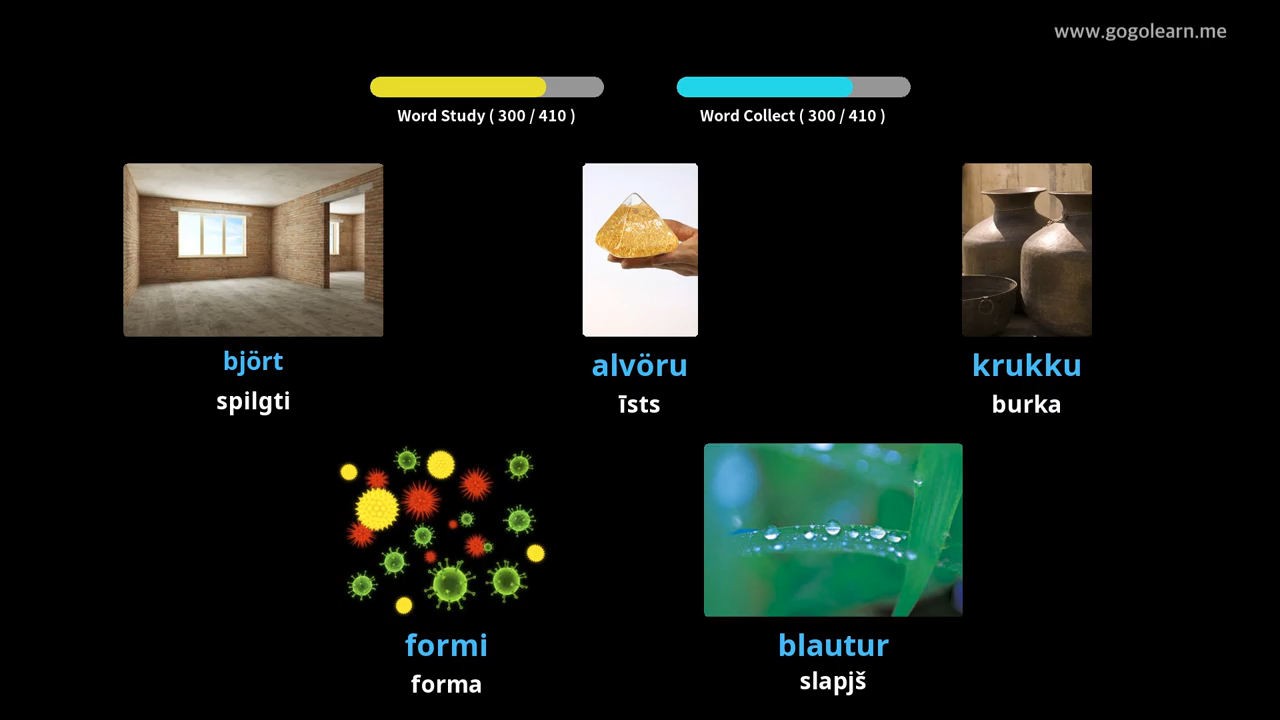 www.gogolearn.me
Word Study ( 300 / 410 )
Word Collect ( 300 / 410 )
björt
spilgti
alvöru
īsts
krukku
burka
formi
forma
blautur
slapjš